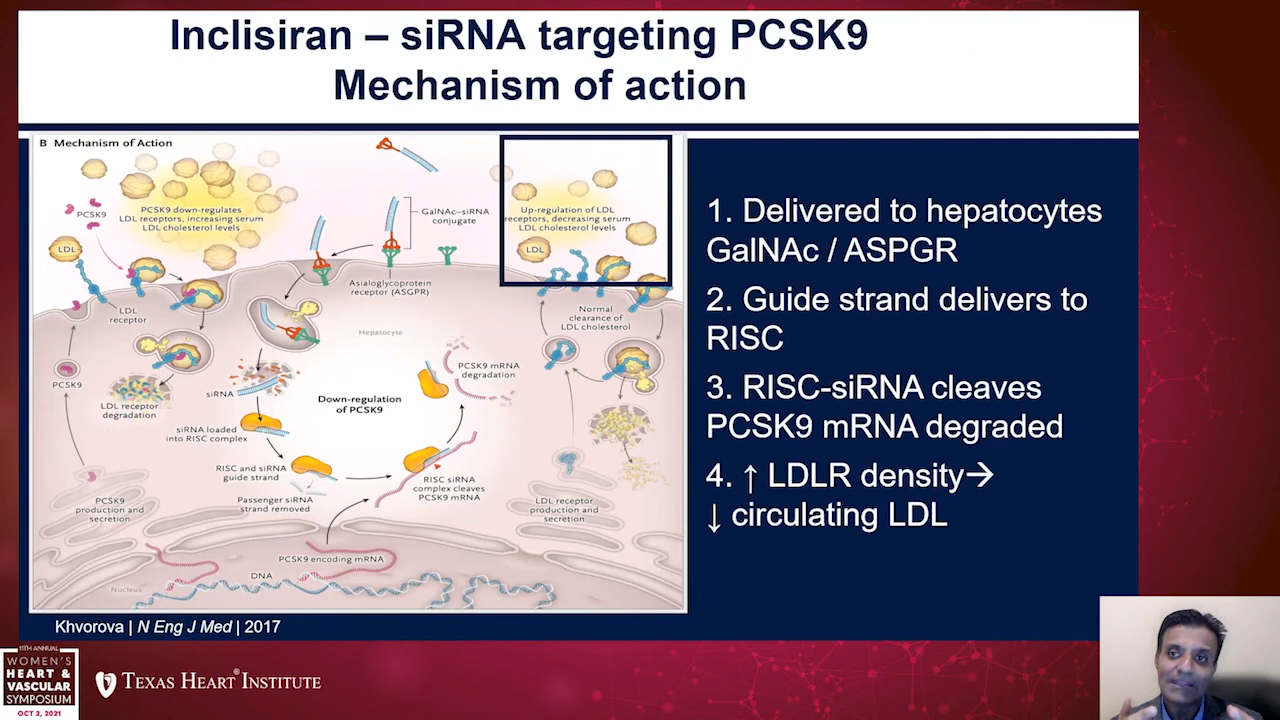 Inclisiran – siRNA targeting PCSK9
Mechanism of action
B Mechanism of Action
PCSK9
PCSK9 down-regulates
LDL receptors, increasing serum
LDL cholesterol levels
LDL
GalNAc–siRNA
conjugate
Up-regulation of LDL
receptors, decreasing serum
LDL cholesterol levels
LDL
Asialoglycoprotein
receptor (ASGPR)
LDL
receptor
Hepatocyte
Normal
clearance of
LDL cholesterol
PCSK9
LDL receptor
degradation
siRNA
Down-regulation
of PCSK9
PCSK9 mRNA
degradation
siRNA loaded
into RISC complex
RISC and siRNA
guide strand
Passenger siRNA
strand removed
RISC siRNA
complex cleaves
PCSK9 mRNA
PCSK9
production and
secretion
LDL receptor
production and
secretion
PCSK9 encoding mRNA
DNA
Nucleus
1. Delivered to hepatocytes
GalNAc / ASPGR
2. Guide strand delivers to
RISC
3. RISC-siRNA cleaves
PCSK9 mRNA degraded
4. ↑ LDLR density→
↓ circulating LDL
Khvorova | N Eng J Med | 2017
11TH ANNUAL
WOMEN'S
HEART &
VASCULAR
SYMPOSIUM
OCT 2, 2021
TEXAS HEART® INSTITUTE